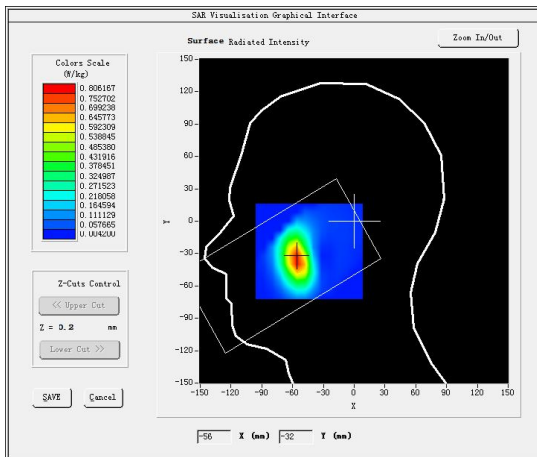 SAR Visualisation Graphical Interface
Surface Radiated Intensity
Zoom In/Out
Colors Scale
(W/kg)
0.806167
0.752702
0.699238
0.645773
0.592309
0.538845
0.485380
0.431916
0.378451
0.324987
0.271523
0.218058
0.164594
0.111129
0.057665
0.004200
Z-Cuts Control
<< Upper Cut
Z = 3.2 mm
Lower Cut >>
SAVE Cancel
150
120
90
60
30
0
-30
-60
-90
-120
-150
Y
-150 -120 -90 -60 -30 0 30 60 90 120 150
X
-56 X (mm) -32 Y (mm)